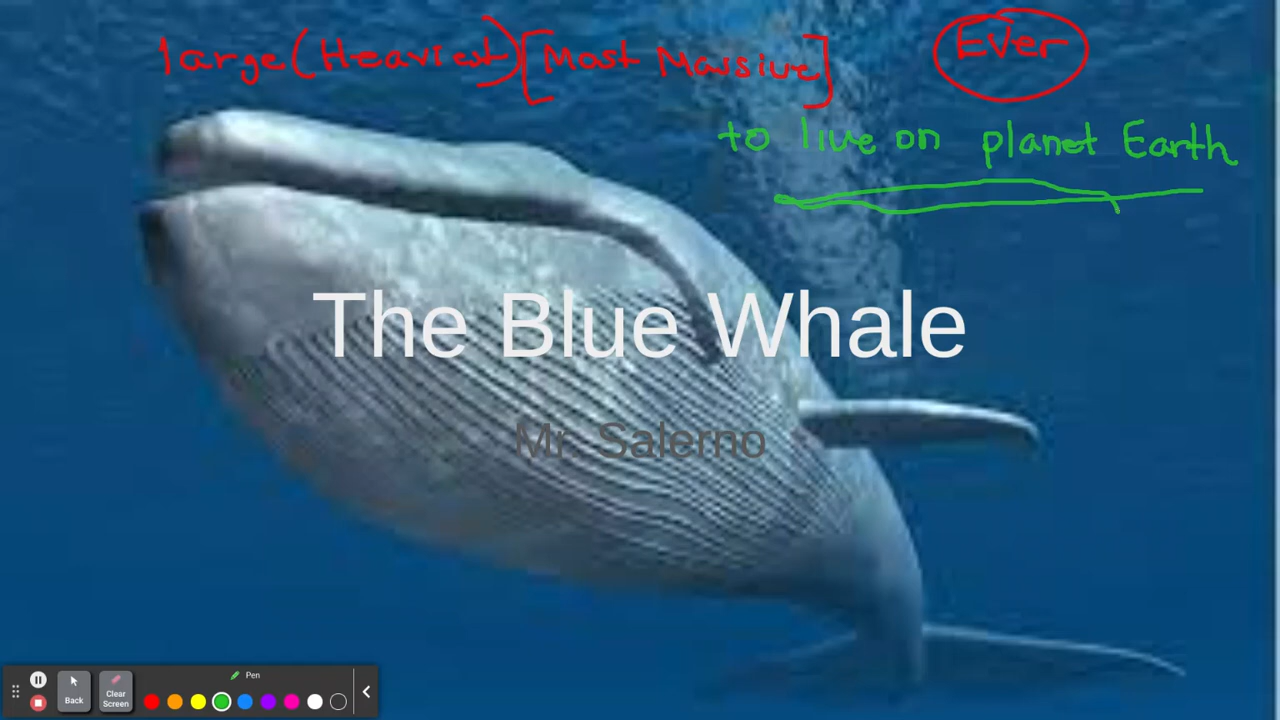 large (Heaviest) [Most Massive] Ever
to live on planet Earth
The Blue Whale
Mr. Salerno
Pen
Back
Clear
Screen